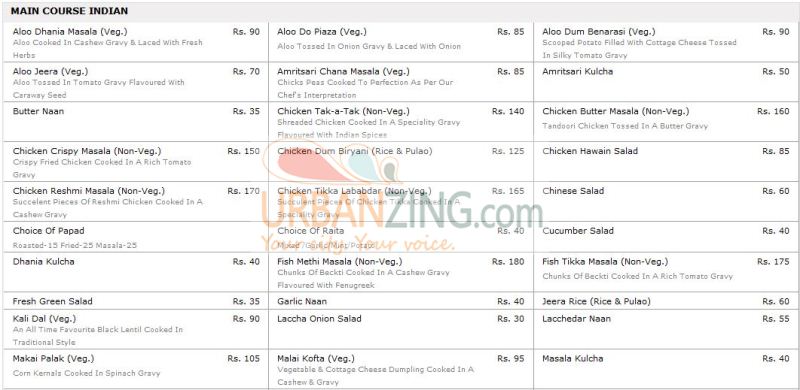 MAIN COURSE INDIAN
Aloo Dhania Masala (Veg.) Rs. 90
Aloo Cooked In Cashew Gravy & Laced With Fresh
Herbs
Aloo Do Piaza (Veg.) Rs. 85
Aloo Tossed In Onion Gravy & Laced With Onion
Aloo Dum Benarasi (Veg.) Rs. 90
Scooped Potato Filled With Cottage Cheese Tossed
In Silky Tomato Gravy
Aloo Jeera (Veg.) Rs. 70
Aloo Tossed In Tomato Gravy Flavoured With
Caraway Seed
Amritsari Chana Masala (Veg.) Rs. 85
Chicks Peas Cooked To Perfection As Per Our
Chef's Interpretation
Amritsari Kulcha Rs. 50
Butter Naan Rs. 35
Chicken Tak-a-Tak (Non-Veg.) Rs. 140
Shreaded Chicken Cooked In A Speciality Gravy
Flavoured With Indian Spices
Chicken Butter Masala (Non-Veg.) Rs. 160
Tandoori Chicken Tossed In A Butter Gravy
Chicken Crispy Masala (Non-Veg.) Rs. 150
Crispy Fried Chicken Cooked In A Rich Tomato
Gravy
Chicken Dum Biryani (Rice & Pulao) Rs. 125
Chicken Hawain Salad Rs. 85
Chicken Reshmi Masala (Non-Veg.) Rs. 170
Succelent Pieces Of Reshmi Chicken Cooked In A
Cashew Gravy
Chicken Tikka Lababdar (Non-Veg.) Rs. 165
Succulent Pieces Of Chicken Tikka Cooked In A
Speciality Gravy
Chinese Salad Rs. 60
URBANZING.com
Your city. Your voice.
Choice Of Papad Rs. 40
Roasted-15 Fried-25 Masala-25
Choice Of Raita Rs. 40
Mixed /Garlic/Mint/Potato
Cucumber Salad Rs. 40
Dhania Kulcha Rs. 40
Fish Methi Masala (Non-Veg.) Rs. 180
Chunks Of Beckti Cooked In A Cashew Gravy
Flavoured With Fenugreek
Fish Tikka Masala (Non-Veg.) Rs. 175
Chunks Of Beckti Cooked In A Rich Tomato Gravy
Fresh Green Salad Rs. 35
Garlic Naan Rs. 40
Jeera Rice (Rice & Pulao) Rs. 60
Kali Dal (Veg.) Rs. 90
An All Time Favourite Black Lentil Cooked In
Traditional Style
Laccha Onion Salad Rs. 30
Lacchedar Naan Rs. 55
Makai Palak (Veg.) Rs. 105
Corn Kernals Cooked In Spinach Gravy
Malai Kofta (Veg.) Rs. 95
Vegetable & Cottage Cheese Dumpling Cooked In A
Cashew & Gravy
Masala Kulcha Rs. 40